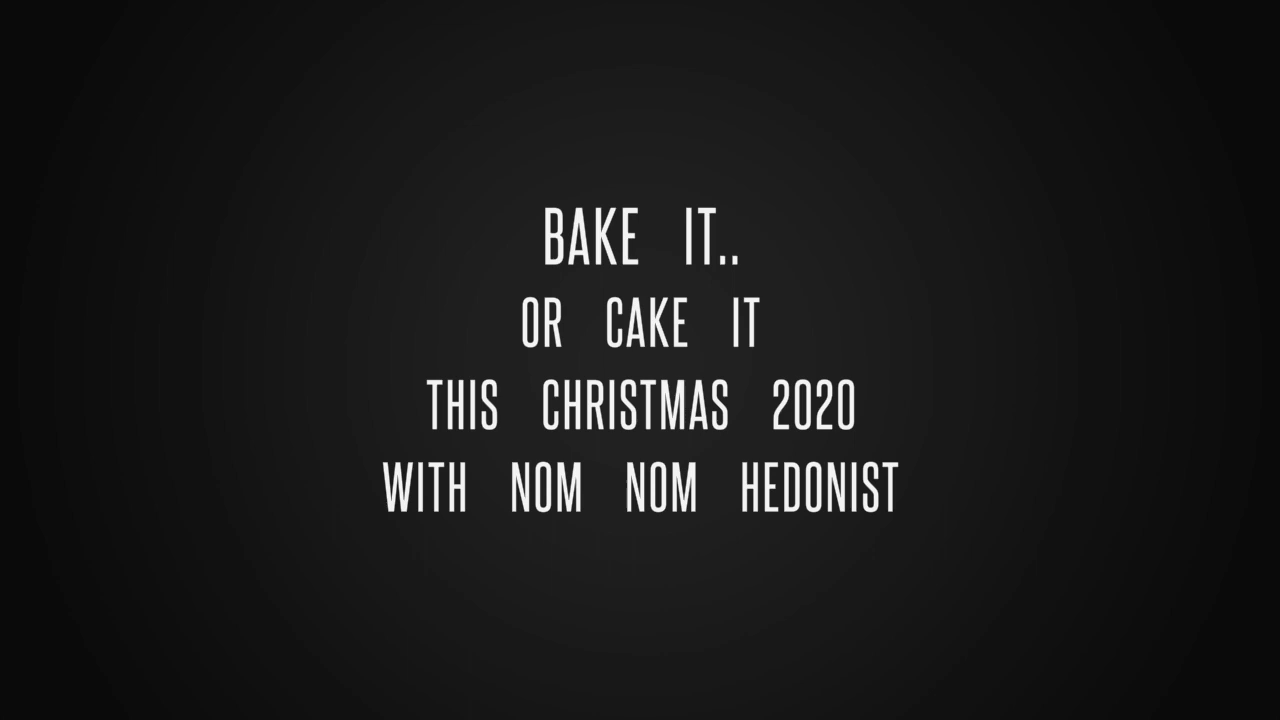 BAKE IT..
OR CAKE IT
THIS CHRISTMAS 2020
WITH NOM NOM HEDONIST